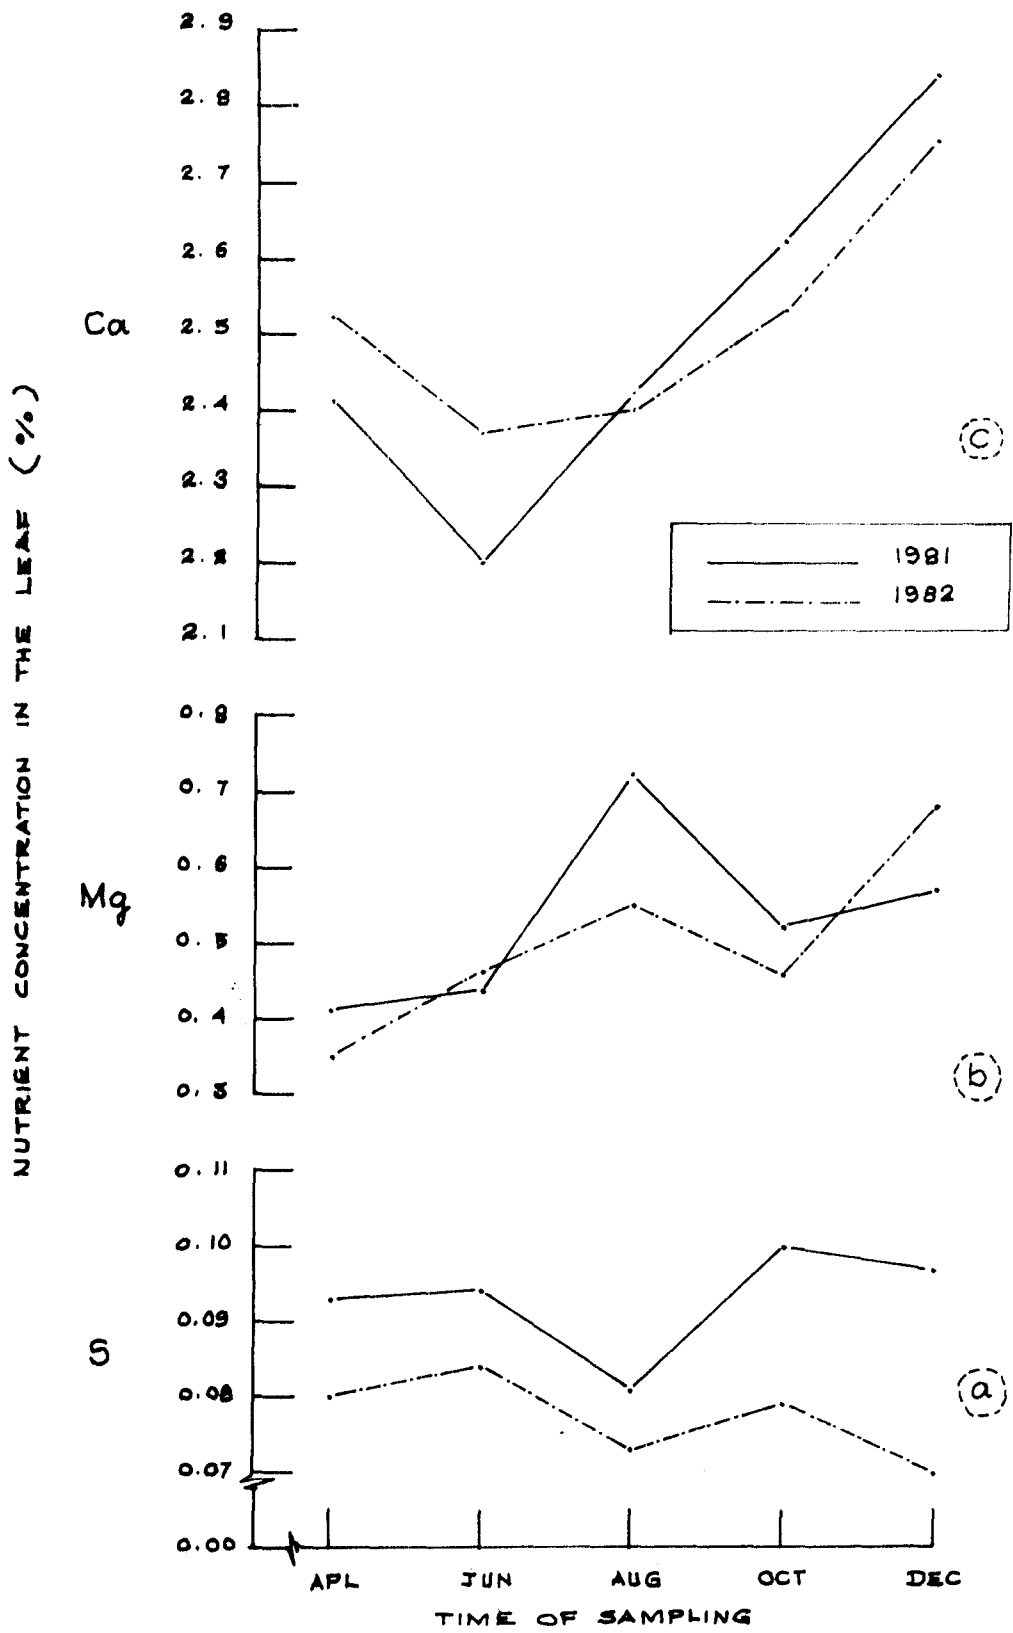 NUTRIENT CONCENTRATION IN THE LEAF (%)
Ca
2.9
2.8
2.7
2.6
2.5
2.4
2.3
2.2
2.1
c
1981
1982
Mg
0.8
0.7
0.6
0.5
0.4
0.3
b
S
0.11
0.10
0.09
0.08
0.07
0.00
a
APL JUN AUG OCT DEC
TIME OF SAMPLING